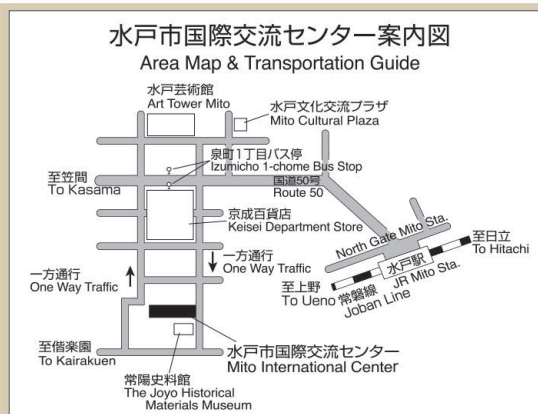 水戸市国際交流センター案内図
Area Map & Transportation Guide
水戸芸術館
Art Tower Mito
水戸文化交流プラザ
Mito Cultural Plaza
泉町1丁目バス停
Izumicho 1-chome Bus Stop
至笠間
To Kasama
国道50号
Route 50
京成百貨店
Keisei Department Store
North Gate Mito Sta.
至日立
To Hitachi
水戸駅
JR Mito Sta.
一方通行
One Way Traffic
一方通行
One Way Traffic
至上野
To Ueno
常磐線
Joban Line
至偕楽園
To Kairakuen
水戸市国際交流センター
Mito International Center
常陽史料館
The Joyo Historical
Materials Museum